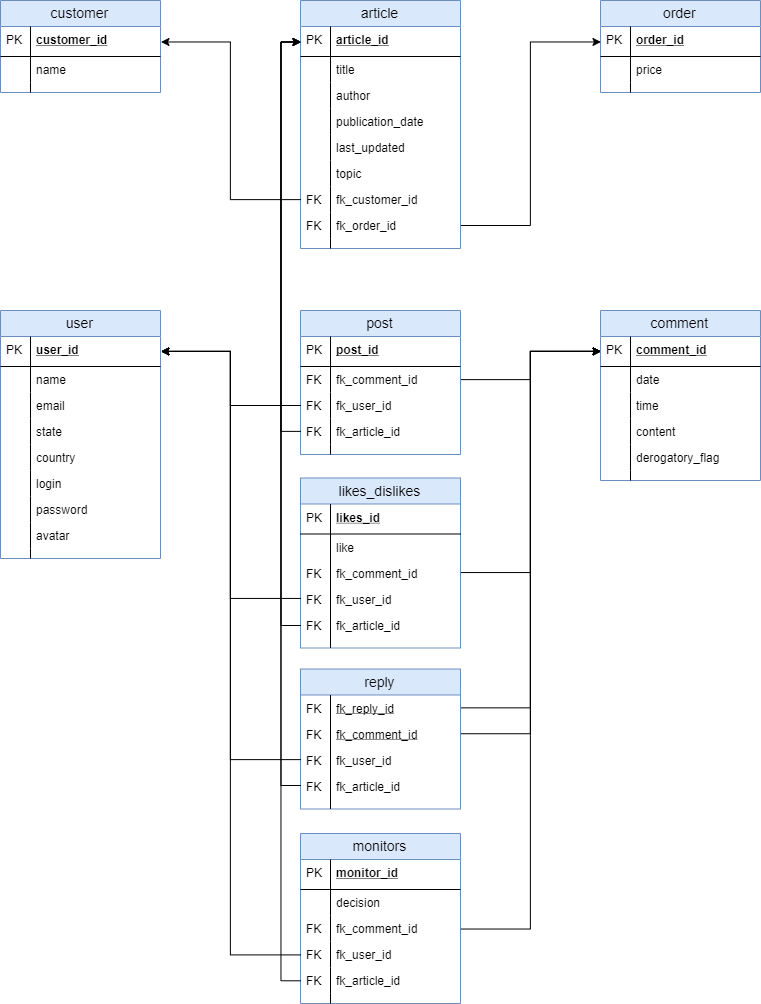 customer
PK customer_id
name
article
PK article_id
title
author
publication_date
last_updated
topic
FK fk_customer_id
FK fk_order_id
order
PK order_id
price
user
PK user_id
name
email
state
country
login
password
avatar
post
PK post_id
FK fk_comment_id
FK fk_user_id
FK fk_article_id
comment
PK comment_id
date
time
content
derogatory_flag
likes_dislikes
PK likes_id
like
FK fk_comment_id
FK fk_user_id
FK fk_article_id
reply
FK fk_reply_id
FK fk_comment_id
FK fk_user_id
FK fk_article_id
monitors
PK monitor_id
decision
FK fk_comment_id
FK fk_user_id
FK fk_article_id